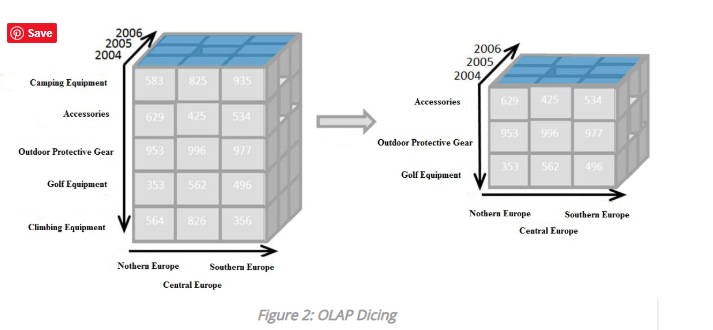 Save
2006
2005
2004
Camping Equipment 583 825 935
Accessories 629 425 534
Outdoor Protective Gear 953 996 977
Golf Equipment 353 562 496
Climbing Equipment 564 826 356
Nothern Europe Southern Europe
Central Europe
2006
2005
2004
Accessories 629 425 534
Outdoor Protective Gear 953 996 977
Golf Equipment 353 562 496
Nothern Europe Southern Europe
Central Europe
Figure 2: OLAP Dicing